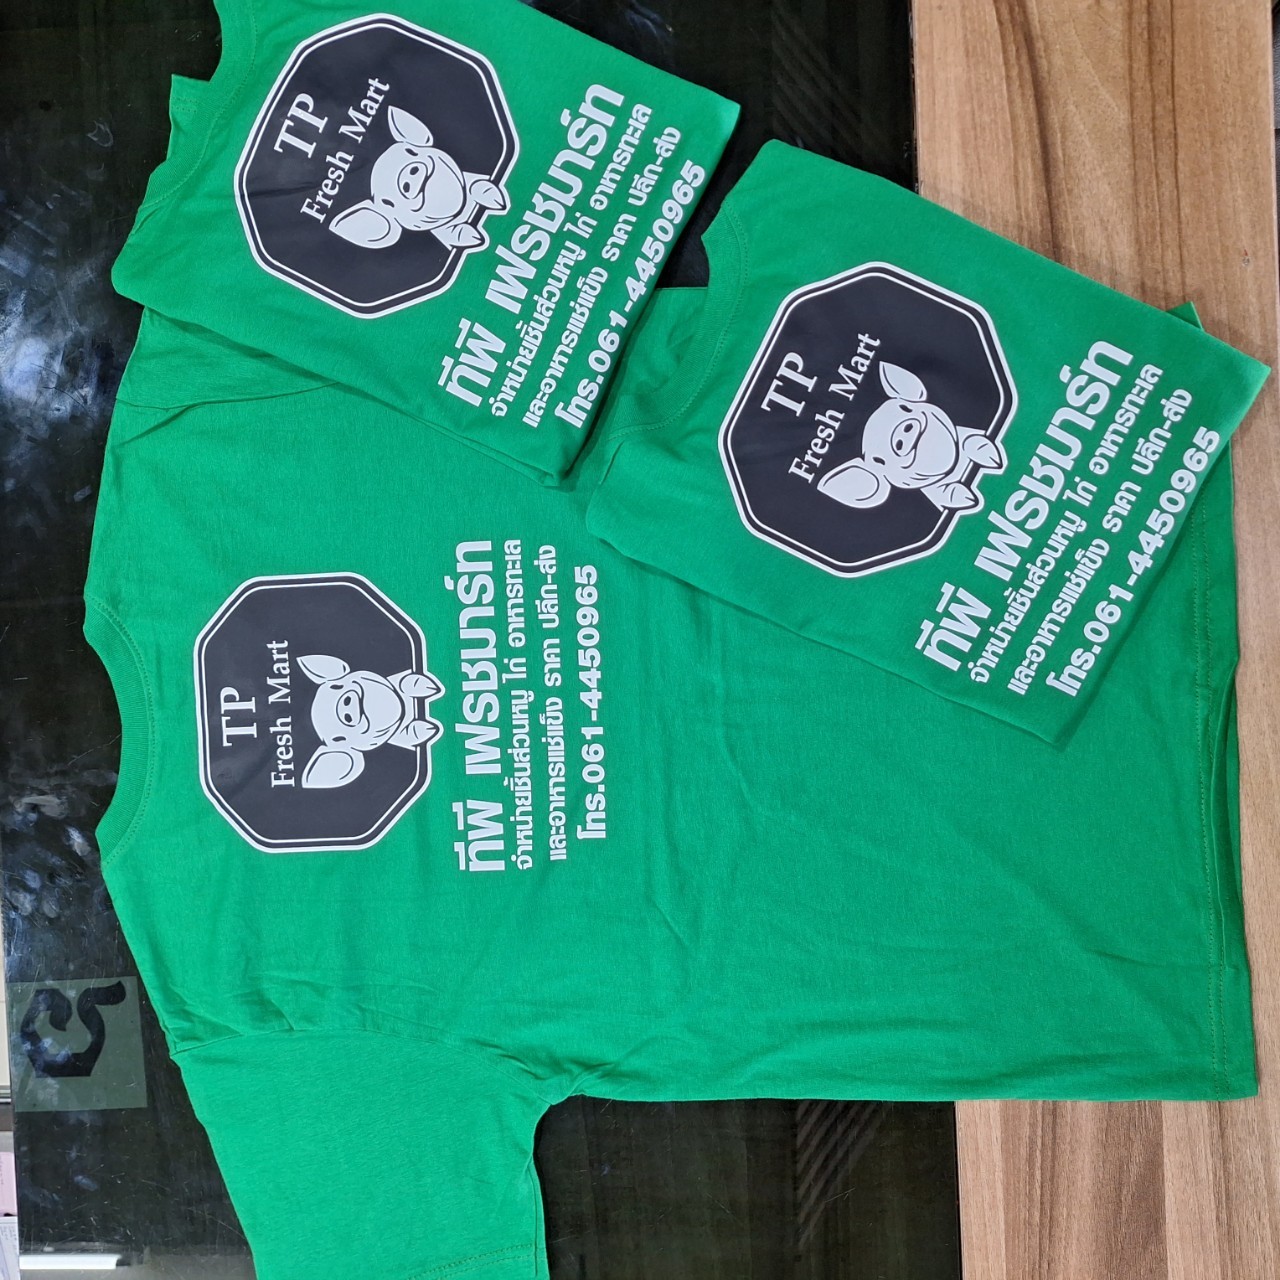 TP
Fresh Mart
ทีพี เฟรชมาร์ท
จำหน่ายชิ้นส่วนหมู ไก่ อาหารทะเล
และอาหารแช่แข็ง ราคา ปลีก-ส่ง
โทร.061-4450965
TP
Fresh Mart
ทีพี เฟรชมาร์ท
จำหน่ายชิ้นส่วนหมู ไก่ อาหารทะเล
และอาหารแช่แข็ง ราคา ปลีก-ส่ง
โทร.061-4450965
TP
Fresh Mart
ทีพี เฟรชมาร์ท
จำหน่ายชิ้นส่วนหมู ไก่ อาหารทะเล
และอาหารแช่แข็ง ราคา ปลีก-ส่ง
โทร.061-4450965